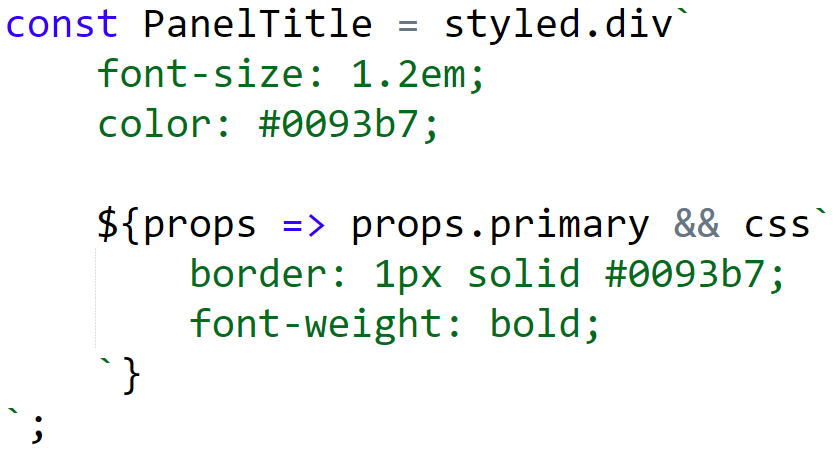 const PanelTitle = styled.div`
    font-size: 1.2em;
    color: #0093b7;

    ${props => props.primary && css`
        border: 1px solid #0093b7;
        font-weight: bold;
    `}
`;